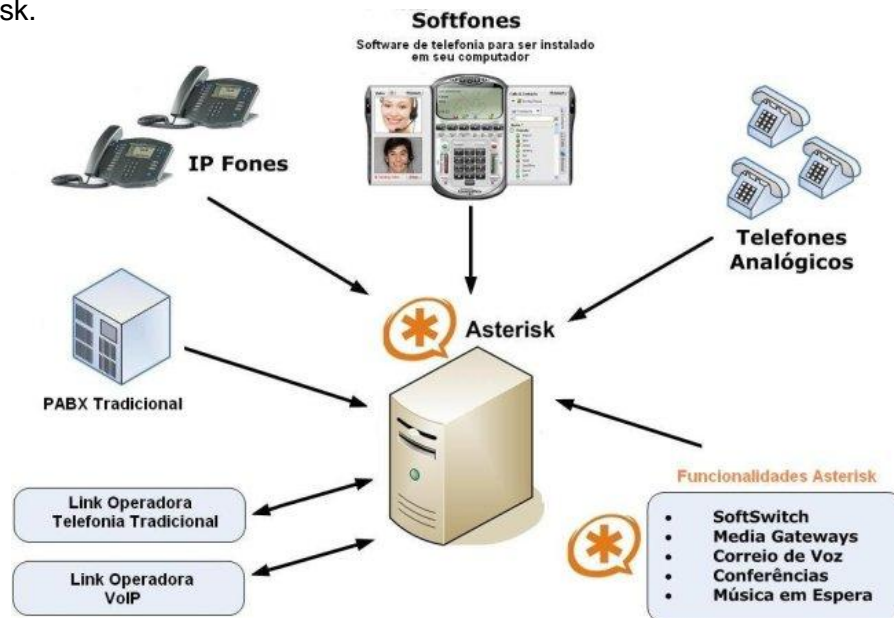 sk.
Softfones
Software de telefonia para ser instalado
em seu computador
IP Fones
Telefones
Analógicos
Asterisk
PABX Tradicional
Link Operadora
Telefonia Tradicional
Link Operadora
VoIP
Funcionalidades Asterisk
• SoftSwitch
• Media Gateways
• Correio de Voz
• Conferências
• Música em Espera